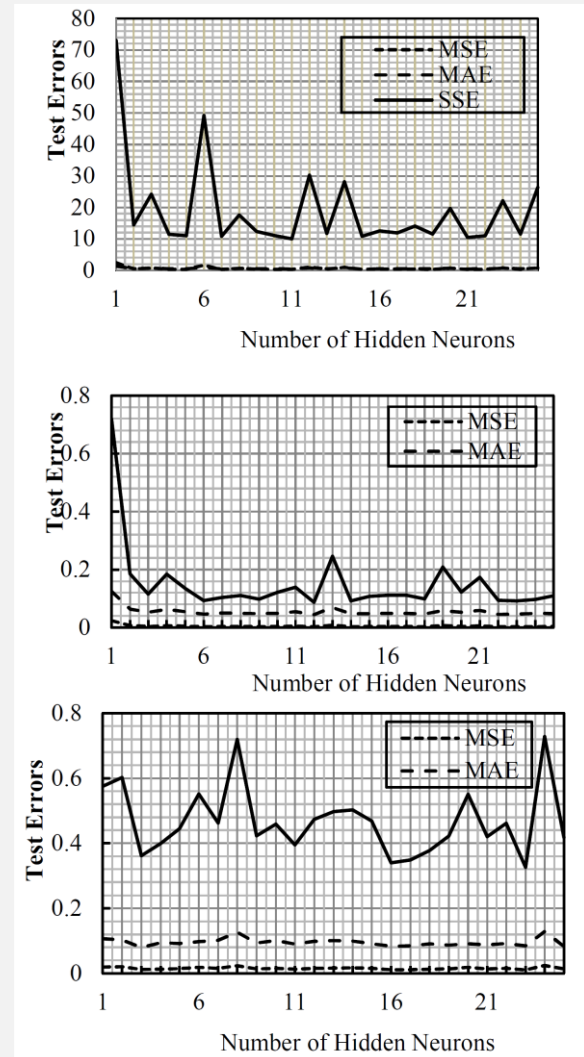 80
70
60
50
40
30
20
10
0
Test Errors
MSE
MAE
SSE
1 6 11 16 21
Number of Hidden Neurons
0.8
0.6
0.4
0.2
0
Test Errors
MSE
MAE
1 6 11 16 21
Number of Hidden Neurons
0.8
0.6
0.4
0.2
0
Test Errors
MSE
MAE
1 6 11 16 21
Number of Hidden Neurons